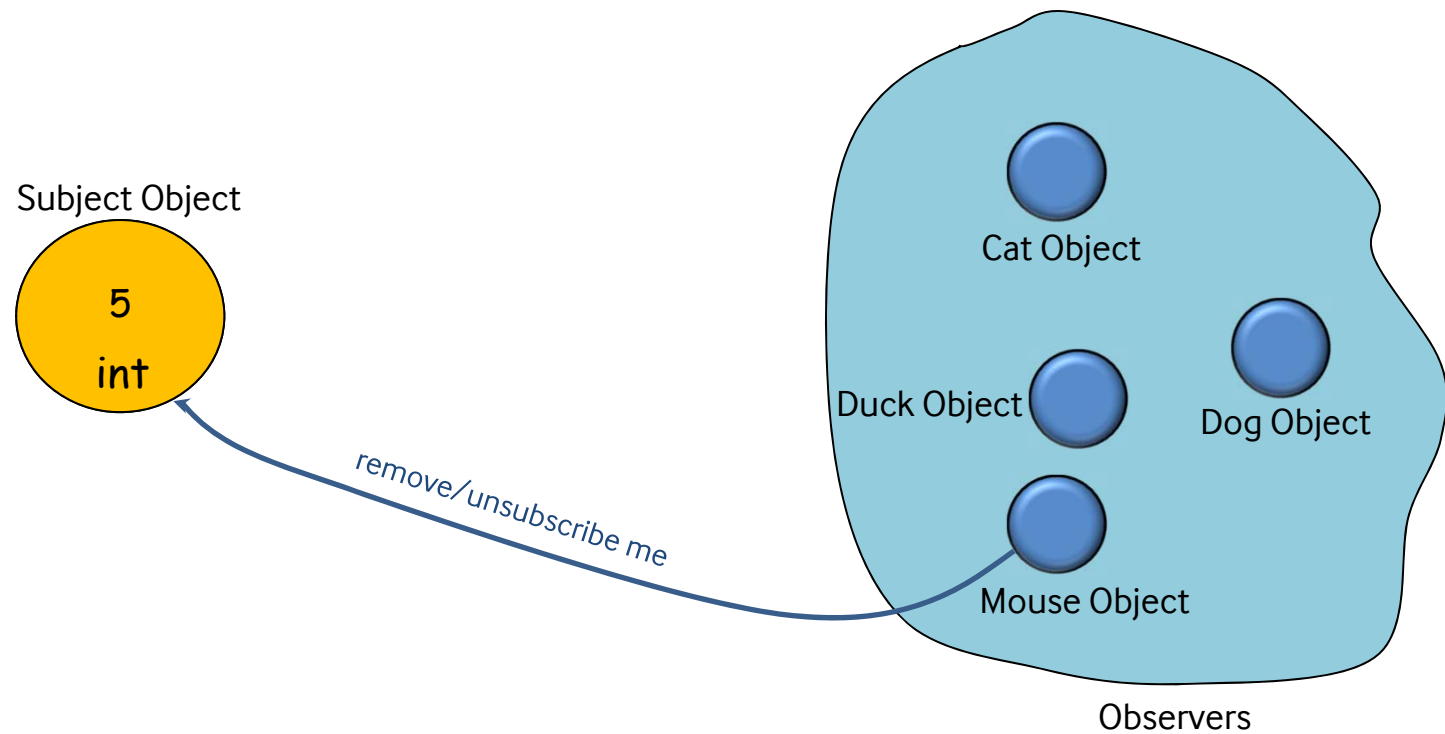 Subject Object
5
int
remove/unsubscribe me
Cat Object
Duck Object
Dog Object
Mouse Object
Observers